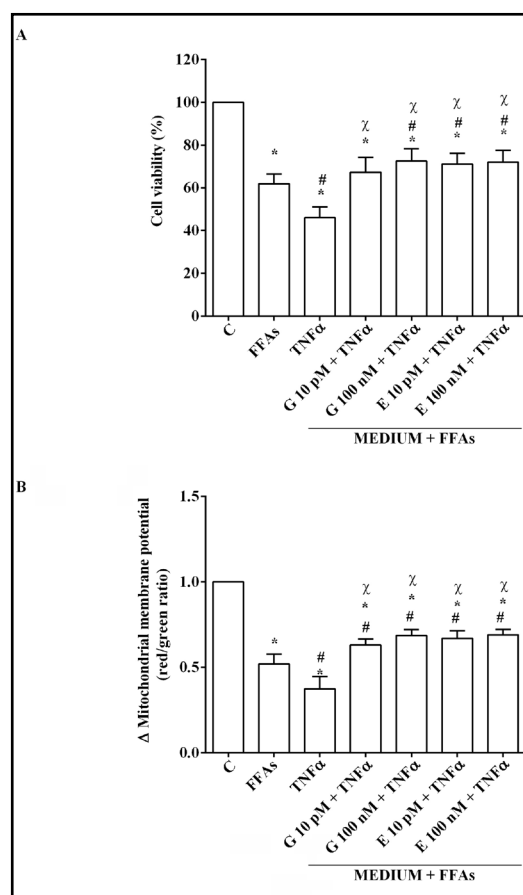 A
Cell viability (%)
120
100
80
60
40
20
0
*
#
*
χ
*
χ
#
*
χ
#
*
χ
#
*
C
FFAs
TNFα
G 10 pM + TNFα
G 100 nM + TNFα
E 10 pM + TNFα
E 100 nM + TNFα
MEDIUM + FFAs
B
Δ Mitochondrial membrane potential
(red/green ratio)
1.5
1.0
0.5
0.0
*
#
*
χ
*
#
χ
*
#
χ
*
#
χ
*
#
C
FFAs
TNFα
G 10 pM + TNFα
G 100 nM + TNFα
E 10 pM + TNFα
E 100 nM + TNFα
MEDIUM + FFAs